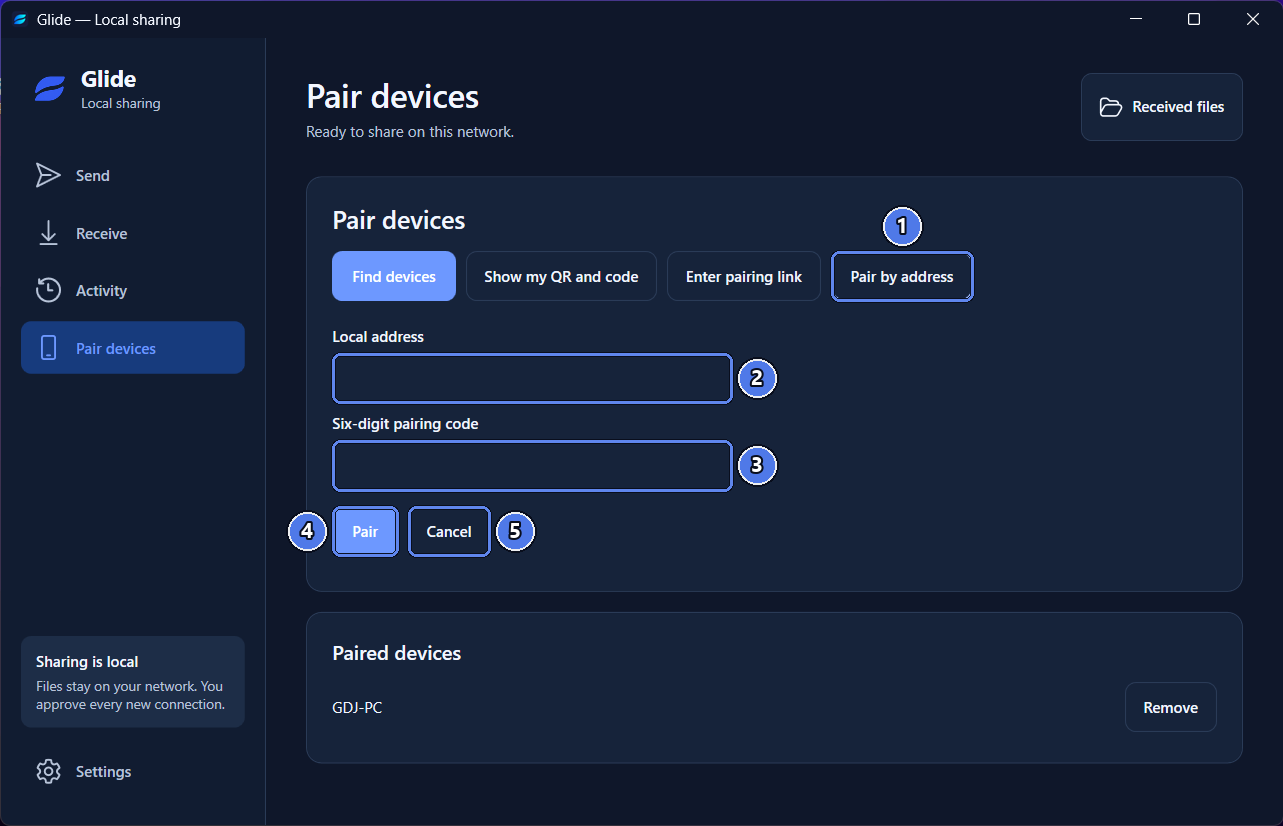 Glide — Local sharing
Glide
Local sharing
Send
Receive
Activity
Pair devices
Sharing is local
Files stay on your network. You
approve every new connection.
Settings
Pair devices
Ready to share on this network.
Received files
Pair devices
1
Find devices
Show my QR and code
Enter pairing link
Pair by address
Local address
2
Six-digit pairing code
3
4
Pair
Cancel
5
Paired devices
GDJ-PC
Remove